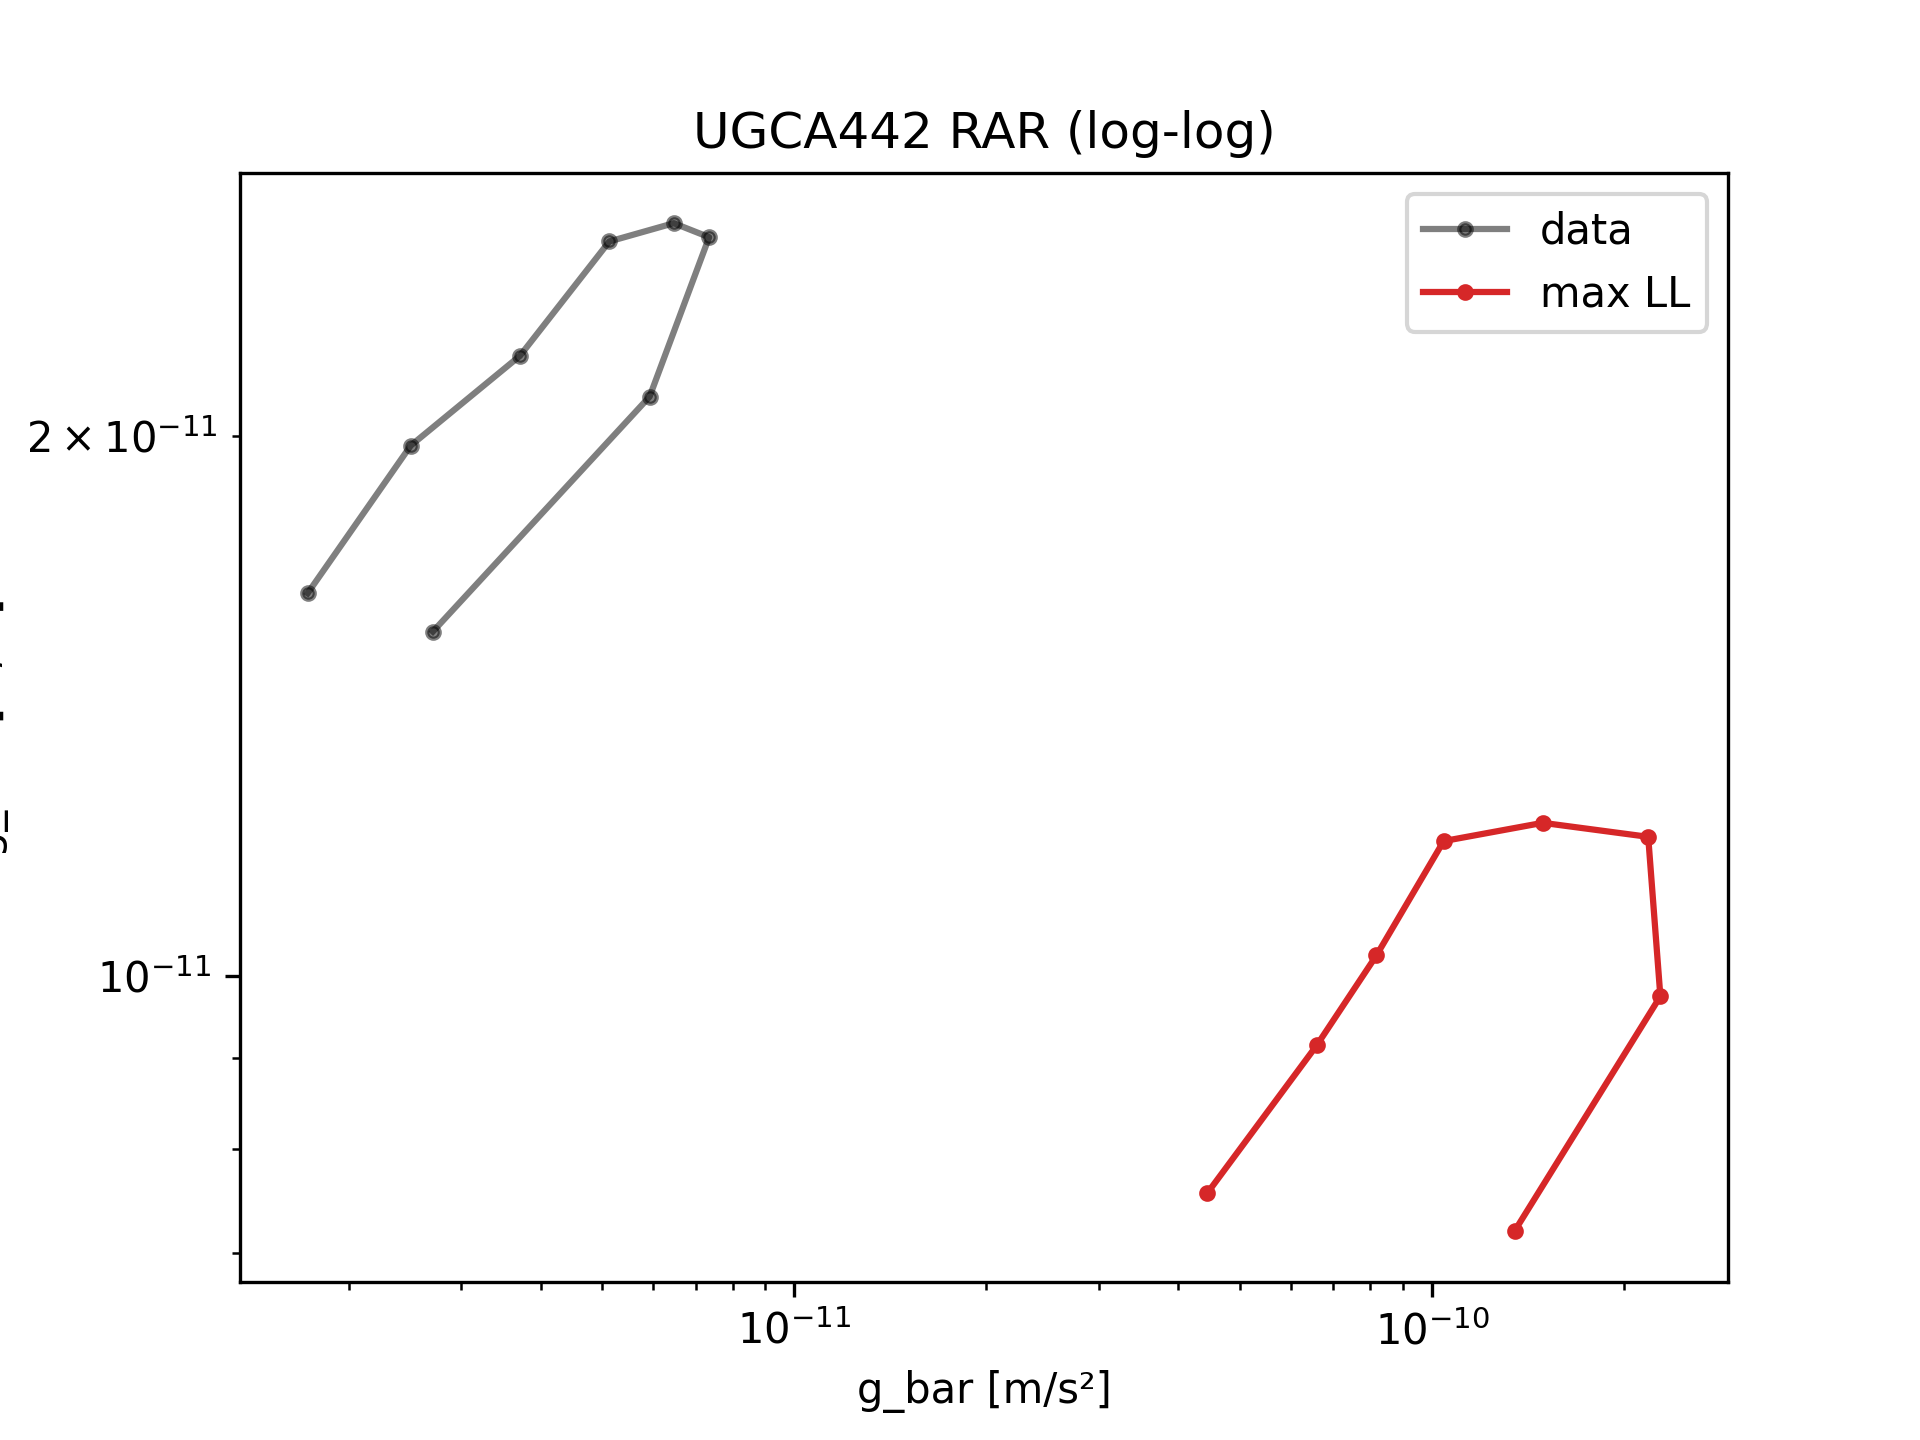 UGCA442 RAR (log-log)
data
max LL
2 × 10⁻¹¹
10⁻¹¹
10⁻¹¹
10⁻¹⁰
g_bar [m/s²]